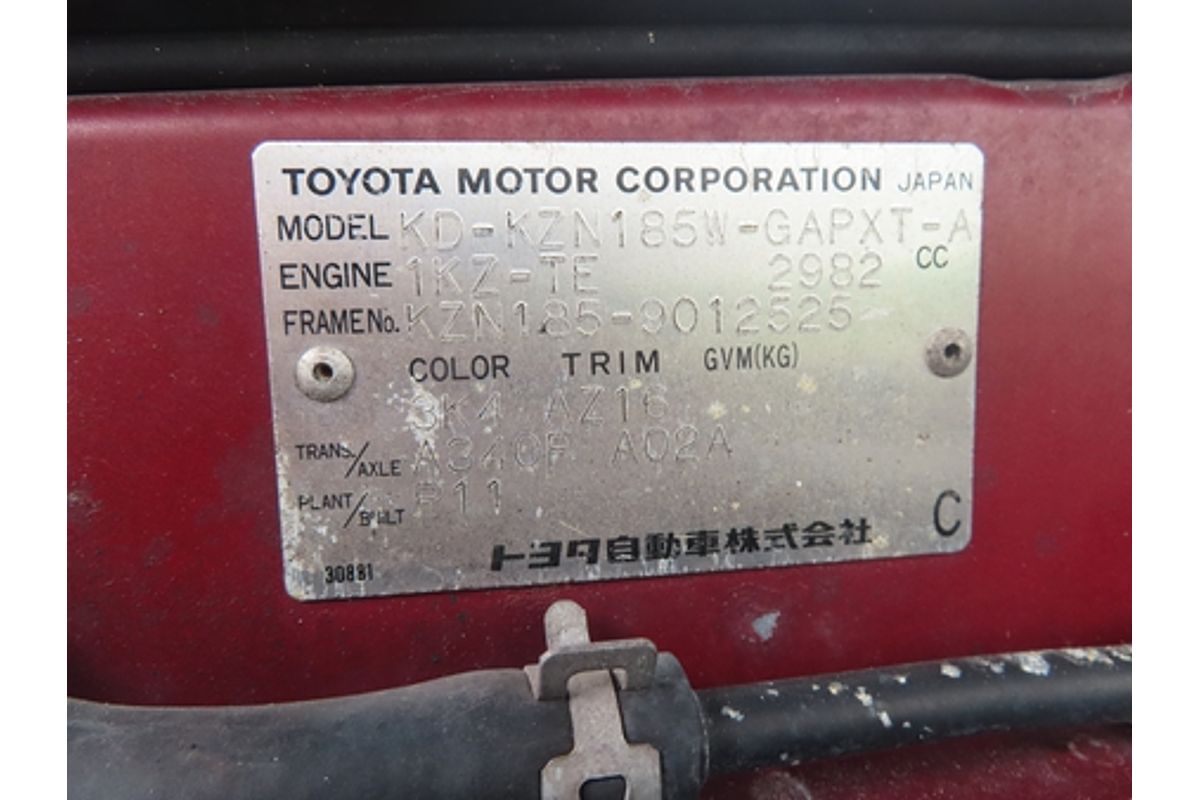 TOYOTA MOTOR CORPORATION JAPAN
MODEL KD-KZN185W-GAPXT-A
ENGINE 1KZ-TE 2982 CC
FRAME No. KZN185-9012525
COLOR TRIM GVM(KG)
3K4 AZ16
TRANS./AXLE A340F A02A
PLANT/BUILT P11
C
トヨタ自動車株式会社
30881